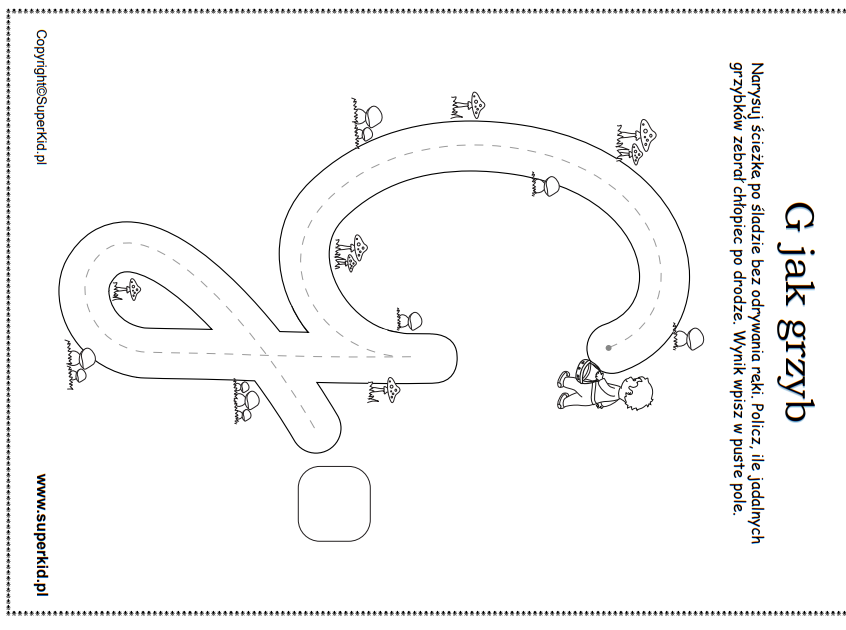 G jak grzyb
Narysuj ścieżkę po śladzie bez odrywania ręki. Policz, ile jadalnych
grzybków zebrał chłopiec po drodze. Wynik wpisz w puste pole.
Copyright©SuperKid.pl
www.superkid.pl